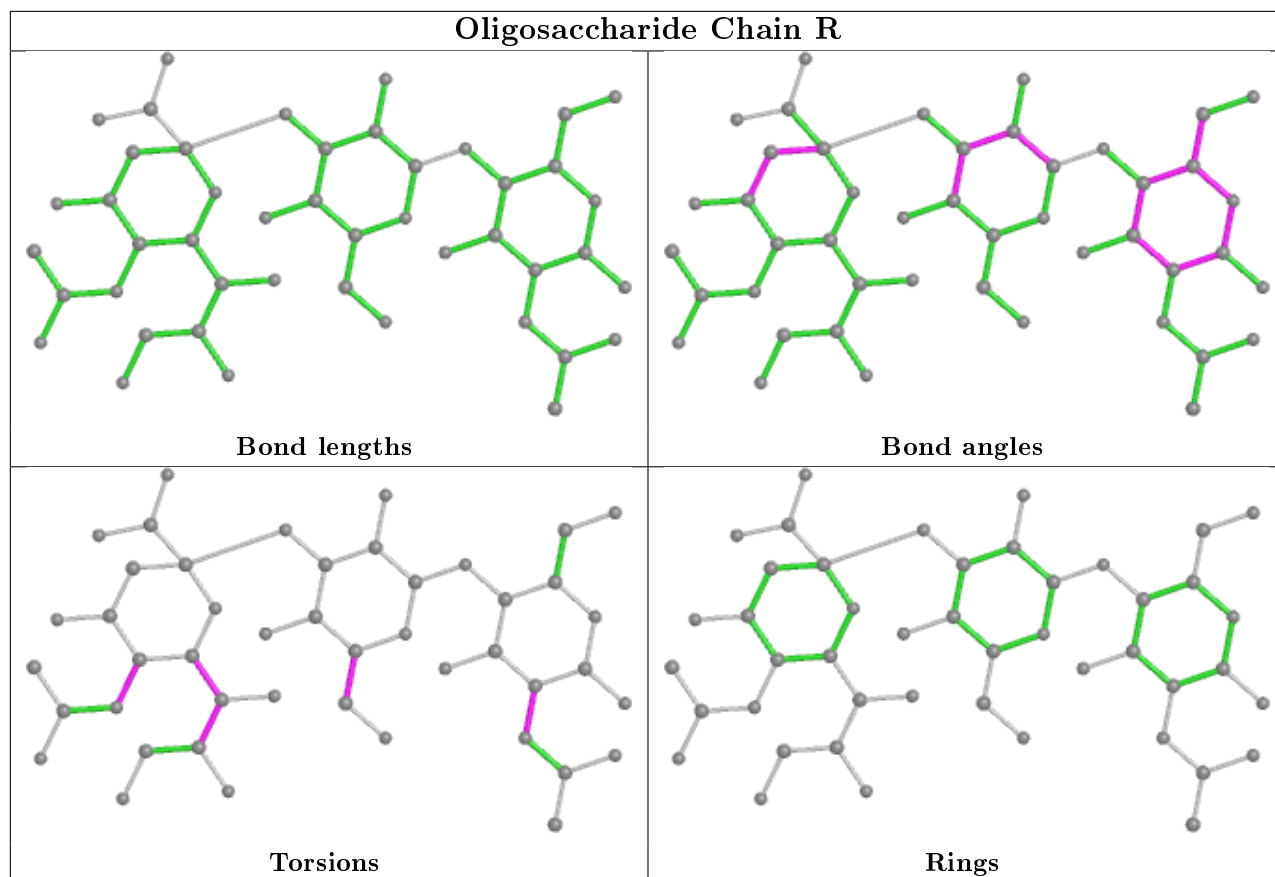 Oligosaccharide Chain R
Bond lengths
Bond angles
Torsions
Rings